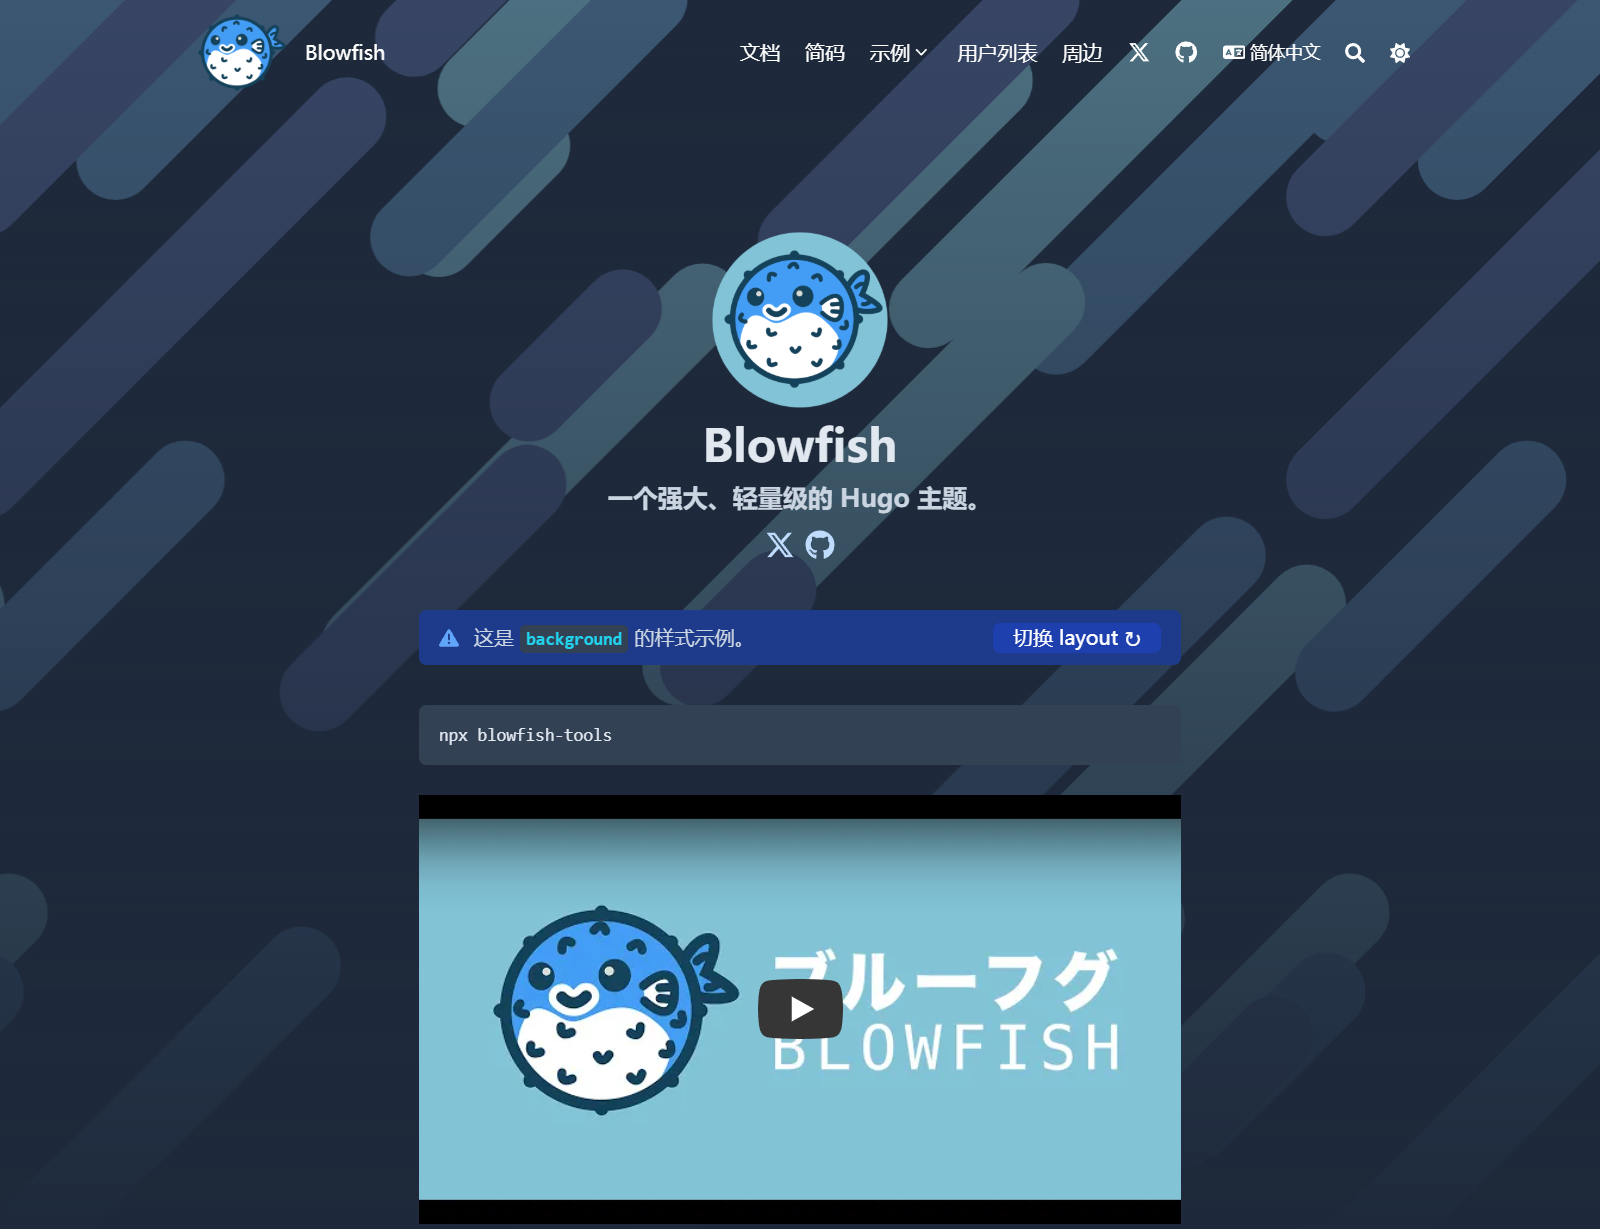 Blowfish
文档 简码 示例 用户列表 周边 简体中文
Blowfish
一个强大、轻量级的 Hugo 主题。
这是 background 的样式示例。
切换 layout ↻
npx blowfish-tools
ブルーフグ
BLOWFISH